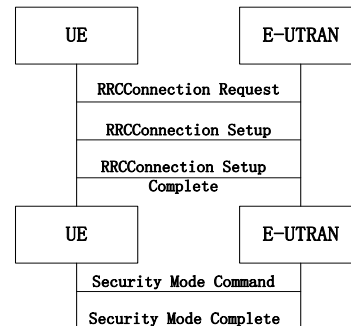 UE E-UTRAN
RRCConnection Request
RRCConnection Setup
RRCConnection Setup
Complete
UE E-UTRAN
Security Mode Command
Security Mode Complete